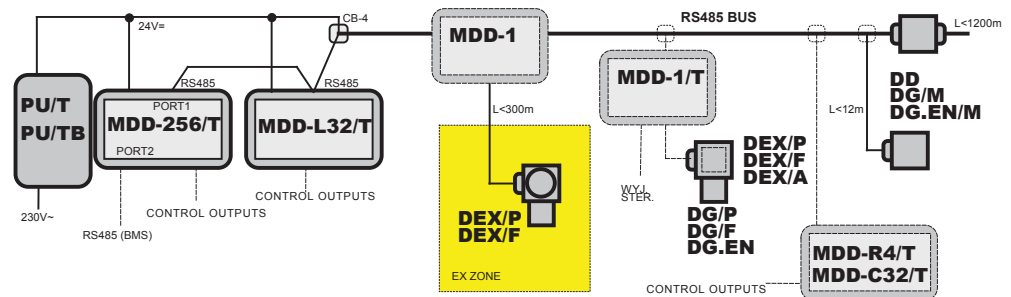 CB-4
RS485 BUS
L<1200m
24V=
MDD-1
RS485
RS485
MDD-1/T
PU/T
PU/TB
PORT1
MDD-256/T
PORT2
MDD-L32/T
L<300m
L<12m
DD
DG/M
DG.EN/M
DEX/P
DEX/F
DEX/A
WYJ.
STER.
CONTROL OUTPUTS
CONTROL OUTPUTS
230V~
RS485 (BMS)
DEX/P
DEX/F
DG/P
DG/F
DG.EN
EX ZONE
MDD-R4/T
MDD-C32/T
CONTROL OUTPUTS